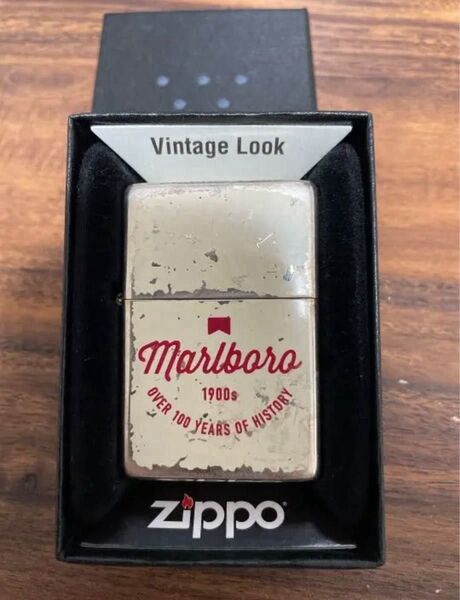 Vintage Look
Marlboro
1900s
OVER 100 YEARS OF HISTORY
zippo